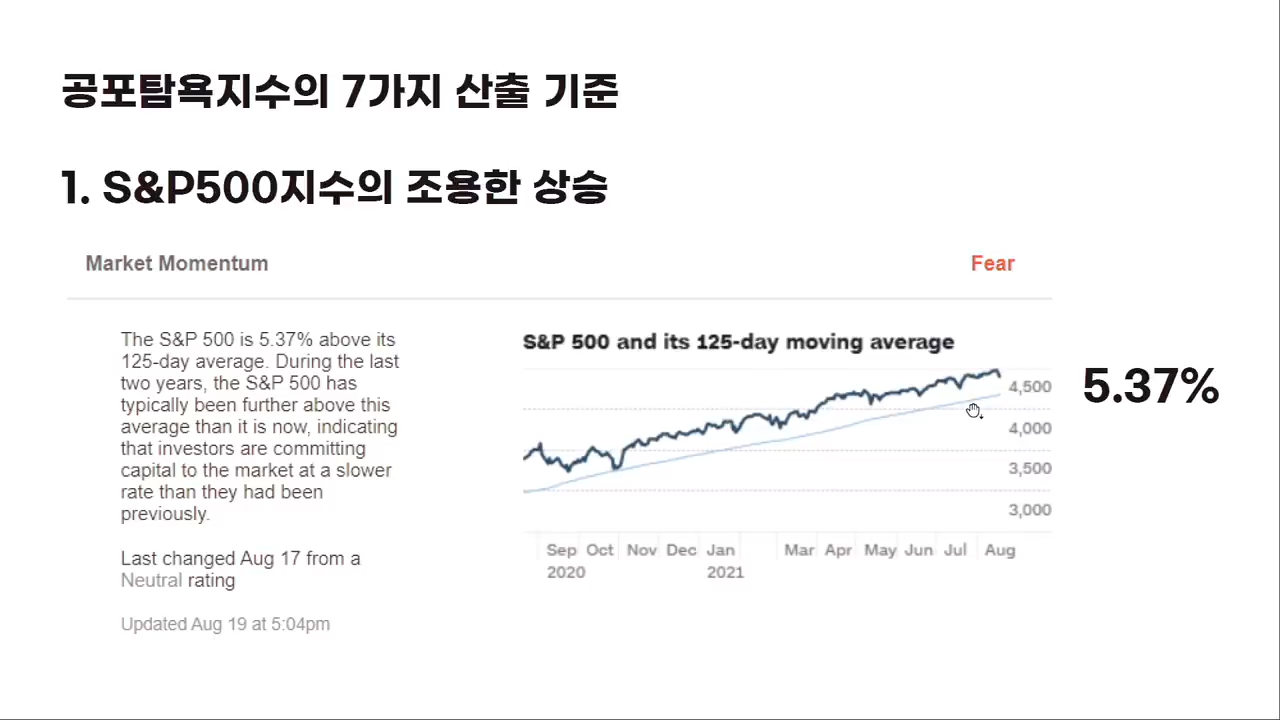 공포탐욕지수의 7가지 산출 기준
1. S&P500지수의 조용한 상승
Market Momentum
Fear
The S&P 500 is 5.37% above its
125-day average. During the last
two years, the S&P 500 has
typically been further above this
average than it is now, indicating
that investors are committing
capital to the market at a slower
rate than they had been
previously.
Last changed Aug 17 from a
Neutral rating
Updated Aug 19 at 5:04pm
S&P 500 and its 125-day moving average
4,500
4,000
3,500
3,000
Sep Oct Nov Dec Jan Mar Apr May Jun Jul Aug
2020 2021
5.37%